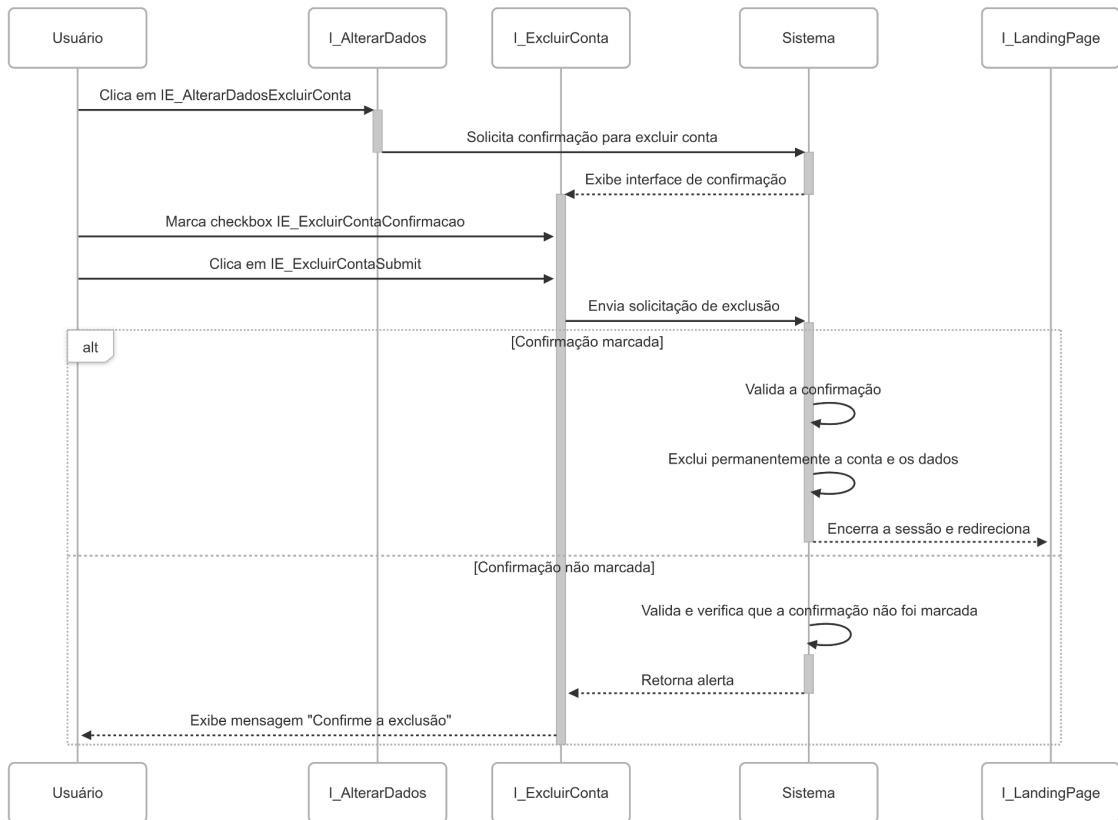 Usuário
I_AlterarDados
I_ExcluirConta
Sistema
I_LandingPage
Clica em IE_AlterarDadosExcluirConta
Solicita confirmação para excluir conta
Exibe interface de confirmação
Marca checkbox IE_ExcluirContaConfirmacao
Clica em IE_ExcluirContaSubmit
Envia solicitação de exclusão
alt
[Confirmação marcada]
Valida a confirmação
Exclui permanentemente a conta e os dados
Encerra a sessão e redireciona
[Confirmação não marcada]
Valida e verifica que a confirmação não foi marcada
Retorna alerta
Exibe mensagem "Confirme a exclusão"
Usuário
I_AlterarDados
I_ExcluirConta
Sistema
I_LandingPage